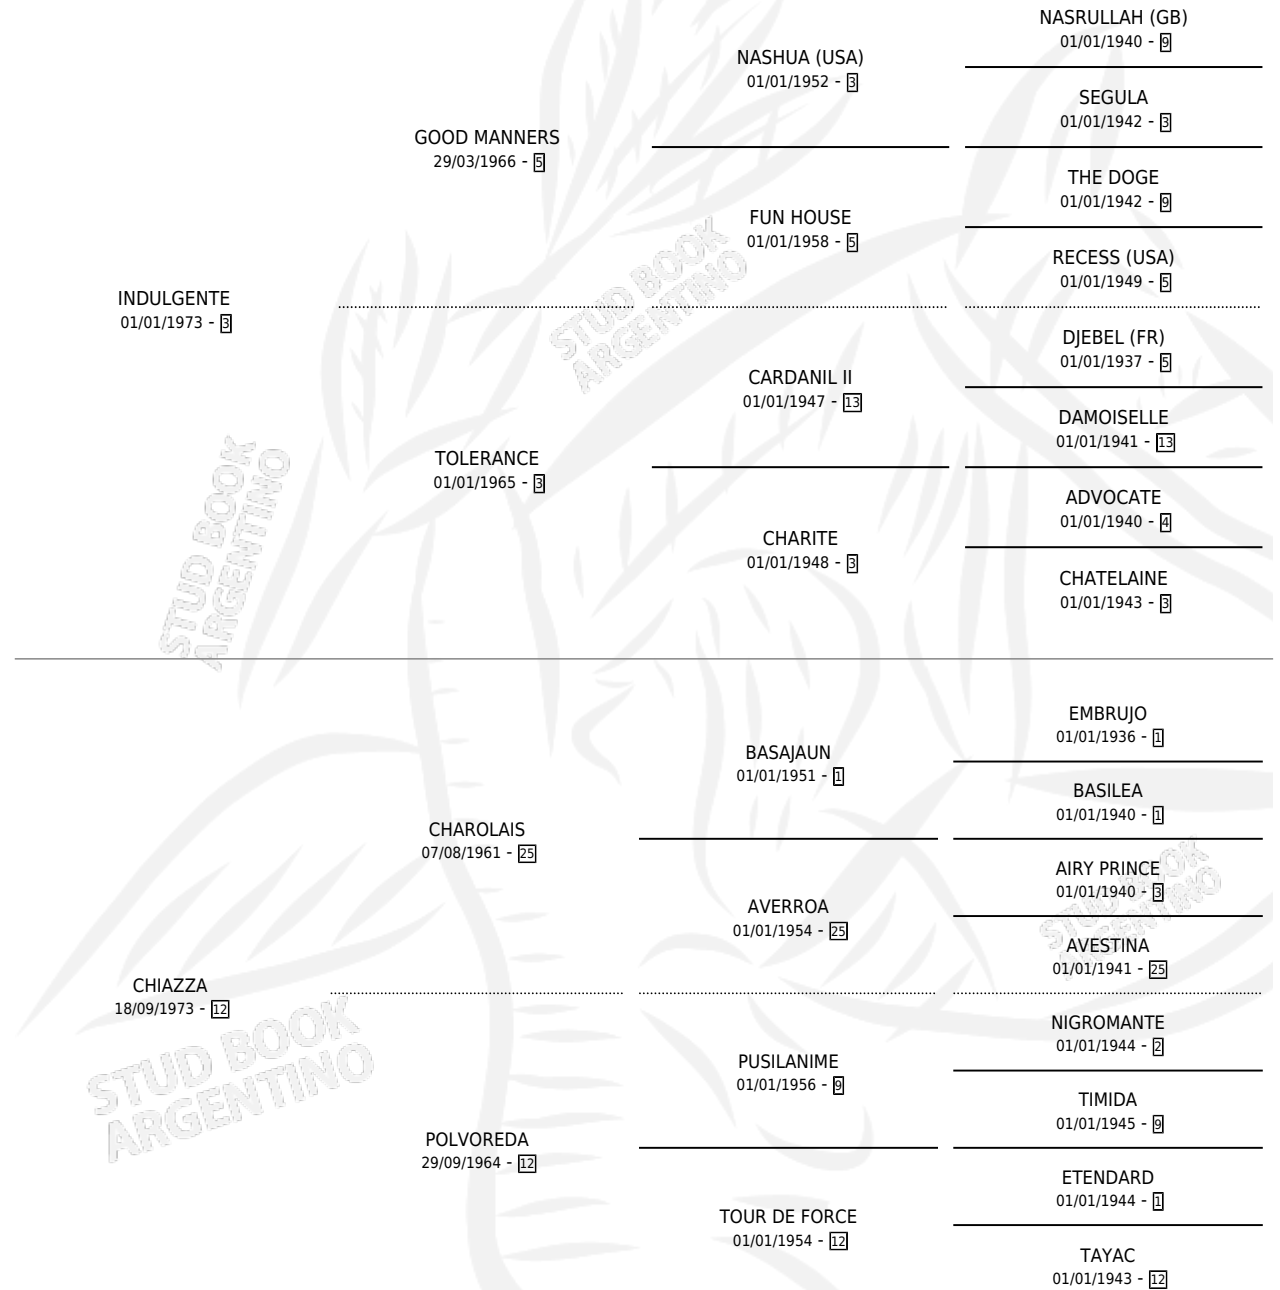 NASRULLAH (GB)
01/01/1940 - 9
NASHUA (USA)
01/01/1952 - 3
SEGULA
01/01/1942 - 3
GOOD MANNERS
29/03/1966 - 5
THE DOGE
01/01/1942 - 9
FUN HOUSE
01/01/1958 - 5
RECESS (USA)
01/01/1949 - 5
INDULGENTE
01/01/1973 - 3
DJEBEL (FR)
01/01/1937 - 5
CARDANIL II
01/01/1947 - 13
DAMOISELLE
01/01/1941 - 13
TOLERANCE
01/01/1965 - 3
ADVOCATE
01/01/1940 - 4
CHARITE
01/01/1948 - 3
CHATELAINE
01/01/1943 - 3
EMBRUJO
01/01/1936 - 1
BASAJAUN
01/01/1951 - 1
BASILEA
01/01/1940 - 1
CHAROLAIS
07/08/1961 - 25
AIRY PRINCE
01/01/1940 - 3
AVERROA
01/01/1954 - 25
AVESTINA
01/01/1941 - 25
CHIAZZA
18/09/1973 - 12
NIGROMANTE
01/01/1944 - 2
PUSILANIME
01/01/1956 - 9
TIMIDA
01/01/1945 - 9
POLVOREDA
29/09/1964 - 12
ETENDARD
01/01/1944 - 1
TOUR DE FORCE
01/01/1954 - 12
TAYAC
01/01/1943 - 12
STUD BOOK
ARGENTINO
STUD BOOK
ARGENTINO
STUD BOOK
ARGENTINO
STUD BOOK
ARGENTINO